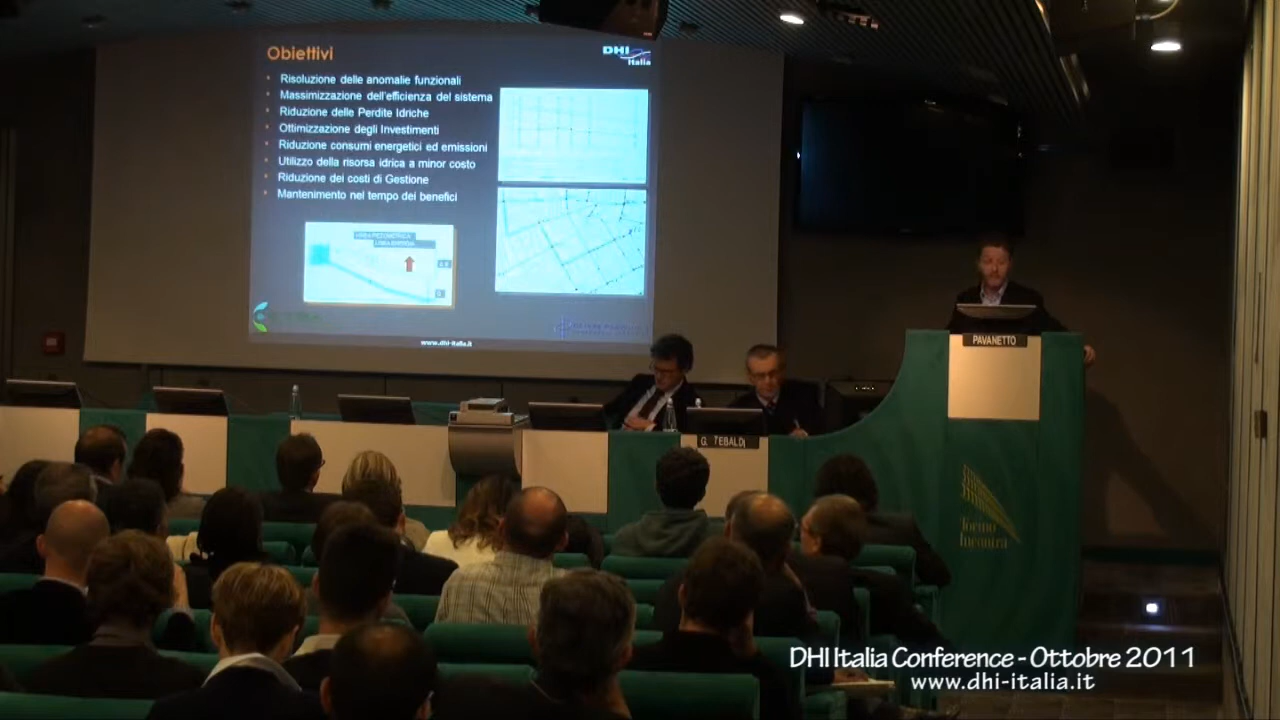 Obiettivi
DHI
Italia
Risoluzione delle anomalie funzionali
Massimizzazione dell'efficienza del sistema
Riduzione delle Perdite Idriche
Ottimizzazione degli Investimenti
Riduzione consumi energetici ed emissioni
Utilizzo della risorsa idrica a minor costo
Riduzione dei costi di Gestione
Mantenimento nel tempo dei benefici
www.dhi-italia.it
PAVANETTO
G. TEBALDI
Torino
Incontra
DHI Italia Conference - Ottobre 2011
www.dhi-italia.it